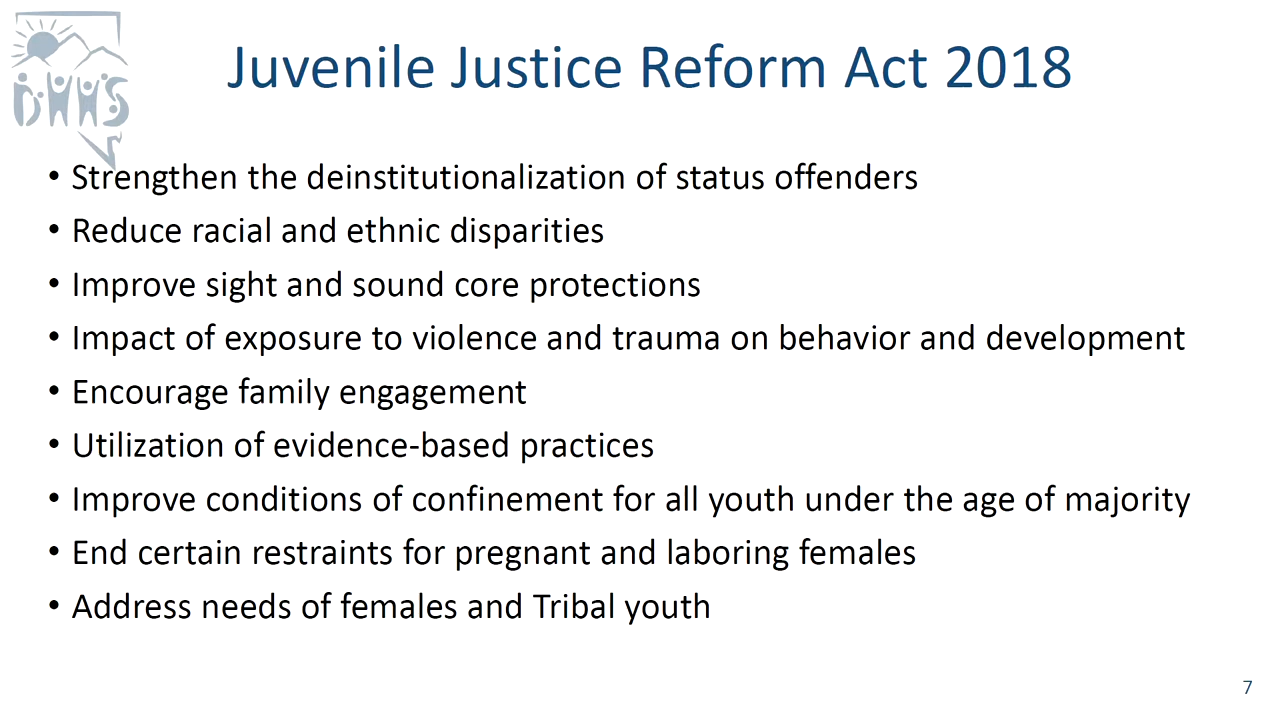 DHHS
Juvenile Justice Reform Act 2018
• Strengthen the deinstitutionalization of status offenders
• Reduce racial and ethnic disparities
• Improve sight and sound core protections
• Impact of exposure to violence and trauma on behavior and development
• Encourage family engagement
• Utilization of evidence-based practices
• Improve conditions of confinement for all youth under the age of majority
• End certain restraints for pregnant and laboring females
• Address needs of females and Tribal youth
7